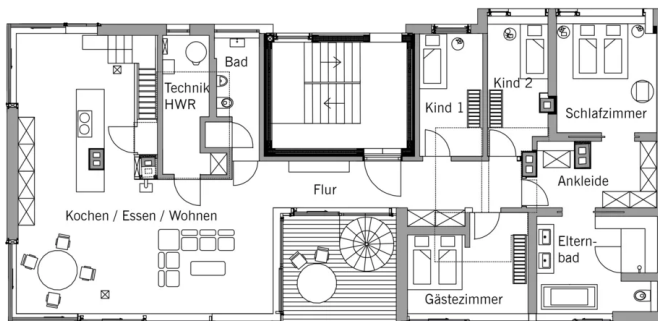 Bad
Technik
HWR
Kind 1
Kind 2
Schlafzimmer
Ankleide
Flur
Kochen / Essen / Wohnen
Eltern-
bad
Gästezimmer